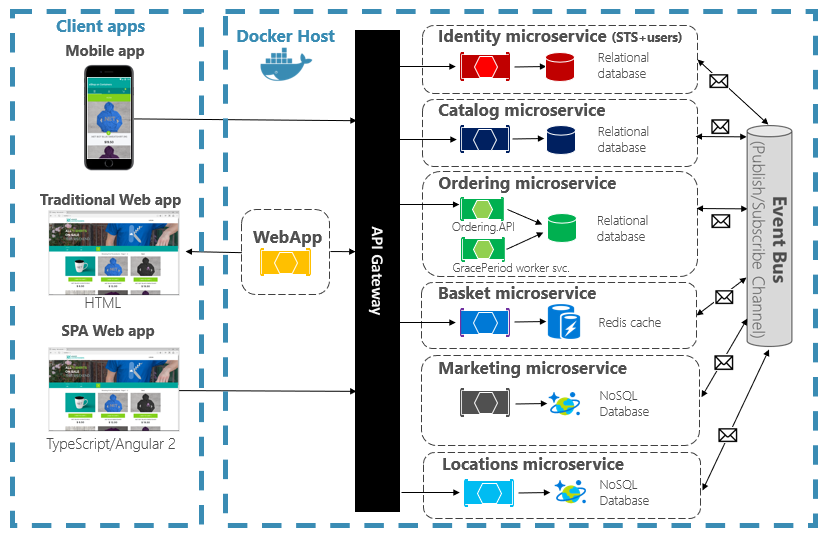 Client apps
Mobile app
Traditional Web app
HTML
SPA Web app
TypeScript/Angular 2
Docker Host
WebApp
API Gateway
Identity microservice (STS+users)
Relational
database
Catalog microservice
Relational
database
Ordering microservice
Ordering.API
GracePeriod worker svc.
Relational
database
Basket microservice
Redis cache
Marketing microservice
NoSQL
Database
Locations microservice
NoSQL
Database
Event Bus
(Publish/Subscribe Channel)